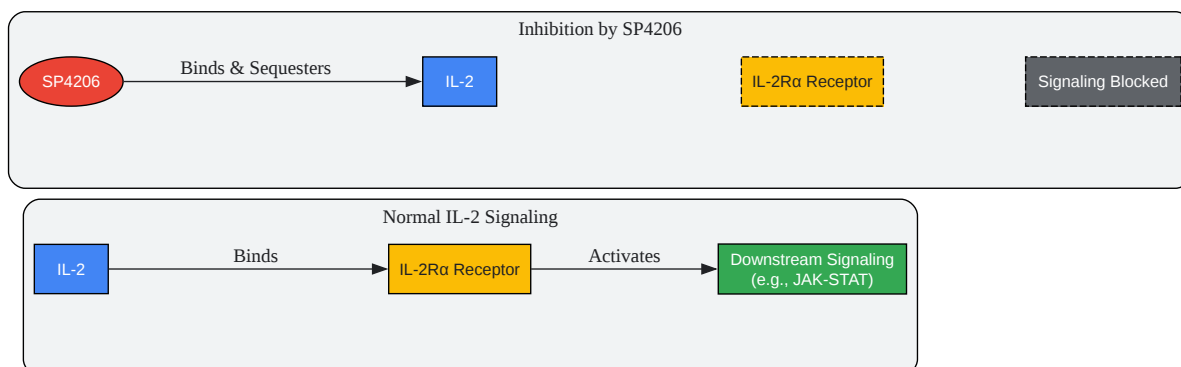 Inhibition by SP4206
SP4206
Binds & Sequesters
IL-2
IL-2Rα Receptor
Signaling Blocked
Normal IL-2 Signaling
IL-2
Binds
IL-2Rα Receptor
Activates
Downstream Signaling
(e.g., JAK-STAT)